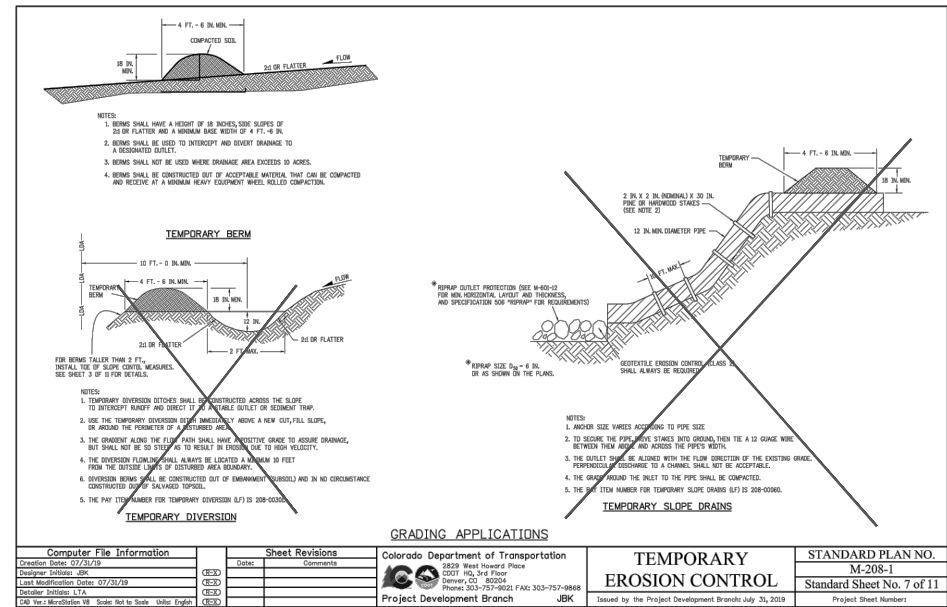 4 FT. - 6 IN. MIN.
COMPACTED SOIL
18 IN.
MIN.
2:1 OR FLATTER
FLOW
NOTES:
1. BERMS SHALL HAVE A HEIGHT OF 18 INCHES, SIDE SLOPES OF
2:1 OR FLATTER AND A MINIMUM BASE WIDTH OF 4 FT. -6 IN.
2. BERMS SHALL BE USED TO INTERCEPT AND DIVERT DRAINAGE TO
A DESIGNATED OUTLET.
3. BERMS SHALL NOT BE USED WHERE DRAINAGE AREA EXCEEDS 10 ACRES.
4. BERMS SHALL BE CONSTRUCTED OUT OF ACCEPTABLE MATERIAL THAT CAN BE COMPACTED
AND RECEIVE AT A MINIMUM HEAVY EQUIPMENT WHEEL ROLLED COMPACTION.
TEMPORARY BERM
LDA
LDA
LDA
10 FT.- 0 IN. MIN.
4 FT. - 6 IN. MIN.
TEMPORARY
BERM
18 IN. MIN.
FLOW
12 IN.
2:1 OR FLATTER
2:1 OR FLATTER
2 FT. MAX.
FOR BERMS TALLER THAN 2 FT.,
INSTALL TOE OF SLOPE CONTOL MEASURES.
SEE SHEET 3 OF 11 FOR DETAILS.
NOTES:
1. TEMPORARY DIVERSION DITCHES SHALL BE CONSTRUCTED ACROSS THE SLOPE
TO INTERCEPT RUNOFF AND DIRECT IT TO A STABLE OUTLET OR SEDIMENT TRAP.
2. USE THE TEMPORARY DIVERSION DITCH IMMEDIATELY ABOVE A NEW CUT, FILL SLOPE,
OR AROUND THE PERIMETER OF A DISTURBED AREA.
3. THE GRADIENT ALONG THE FLOW PATH SHALL HAVE A POSITIVE GRADE TO ASSURE DRAINAGE,
BUT SHALL NOT BE SO STEEP AS TO RESULT IN EROSION DUE TO HIGH VELOCITY.
4. THE DIVERSION FLOWLINE SHALL ALWAYS BE LOCATED A MINIMUM 10 FEET
FROM THE OUTSIDE LIMITS OF DISTURBED AREA BOUNDARY.
6. DIVERSION BERMS SHALL BE CONSTRUCTED OUT OF EMBANKMENT (SUBSOIL) AND IN NO CIRCUMSTANCE
CONSTRUCTED OUT OF SALVAGED TOPSOIL.
5. THE PAY ITEM NUMBER FOR TEMPORARY DIVERSION (LF) IS
TEMPORARY DIVERSION
4 FT. - 6 IN. MIN.
TEMPORARY
BERM
18 IN. MIN.
2 IN. X 2 IN. (NOMINAL) X 30 IN.
PINE OR HARDWOOD STAKES
(SEE NOTE 2)
12 IN. MIN. DIAMETER PIPE
10 FT. MAX.
* RIPRAP OUTLET PROTECTION (SEE M-601-12
FOR MIN. HORIZONTAL LAYOUT AND THICKNESS,
AND SPECIFICATION 506 "RIPRAP" FOR REQUIREMENTS)
* RIPRAP SIZE D50 = 6 IN.
OR AS SHOWN ON THE PLANS.
GEOTEXTILE EROSION CONTROL (CLASS 2)
SHALL ALWAYS BE REQUIRED
NOTES:
1. ANCHOR SIZE VARIES ACCORDING TO PIPE SIZE
2. TO SECURE THE PIPE, DRIVE STAKES INTO GROUND, THEN TIE A 12 GUAGE WIRE
BETWEEN THEM ABOVE AND ACROSS THE PIPE'S WIDTH.
3. THE OUTLET SHALL BE ALIGNED WITH THE FLOW DIRECTION OF THE EXISTING GRADE.
PERPENDICULAR DISCHARGE TO A CHANNEL SHALL NOT BE ACCEPTABLE.
4. THE GRADE AROUND THE INLET TO THE PIPE SHALL BE COMPACTED.
5. THE PAY ITEM NUMBER FOR TEMPORARY SLOPE DRAINS (LF) IS 208-00060.
TEMPORARY SLOPE DRAINS
GRADING APPLICATIONS
Computer File Information
Creation Date: 07/31/19
Designer Initials: JBK
Last Modification Date: 07/31/19
Detailer Initials: LTA
CAD Ver.: MicroStation V8 Scale: Not to Scale Units: English
R-X
R-X
R-X
R-X
Sheet Revisions
Date: Comments
Colorado Department of Transportation
2829 West Howard Place
CDOT HQ, 3rd Floor
Denver, CO 80204
Phone: 303-757-9021 FAX: 303-757-9868
Project Development Branch JBK
TEMPORARY
EROSION CONTROL
Issued by the Project Development Branch: July 31, 2019
STANDARD PLAN NO.
M-208-1
Standard Sheet No. 7 of 11
Project Sheet Number: